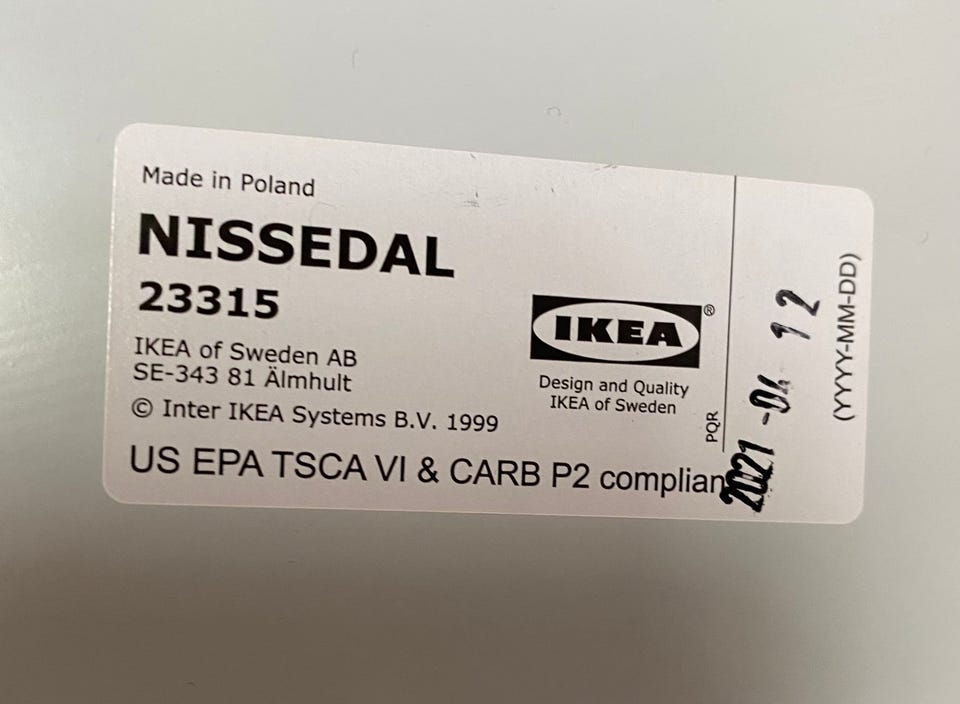 Made in Poland
NISSEDAL
23315
IKEA of Sweden AB
SE-343 81 Älmhult
© Inter IKEA Systems B.V. 1999
US EPA TSCA VI & CARB P2 complian
IKEA ®
Design and Quality
IKEA of Sweden
PQR
2021 -04 12
(YYYY-MM-DD)